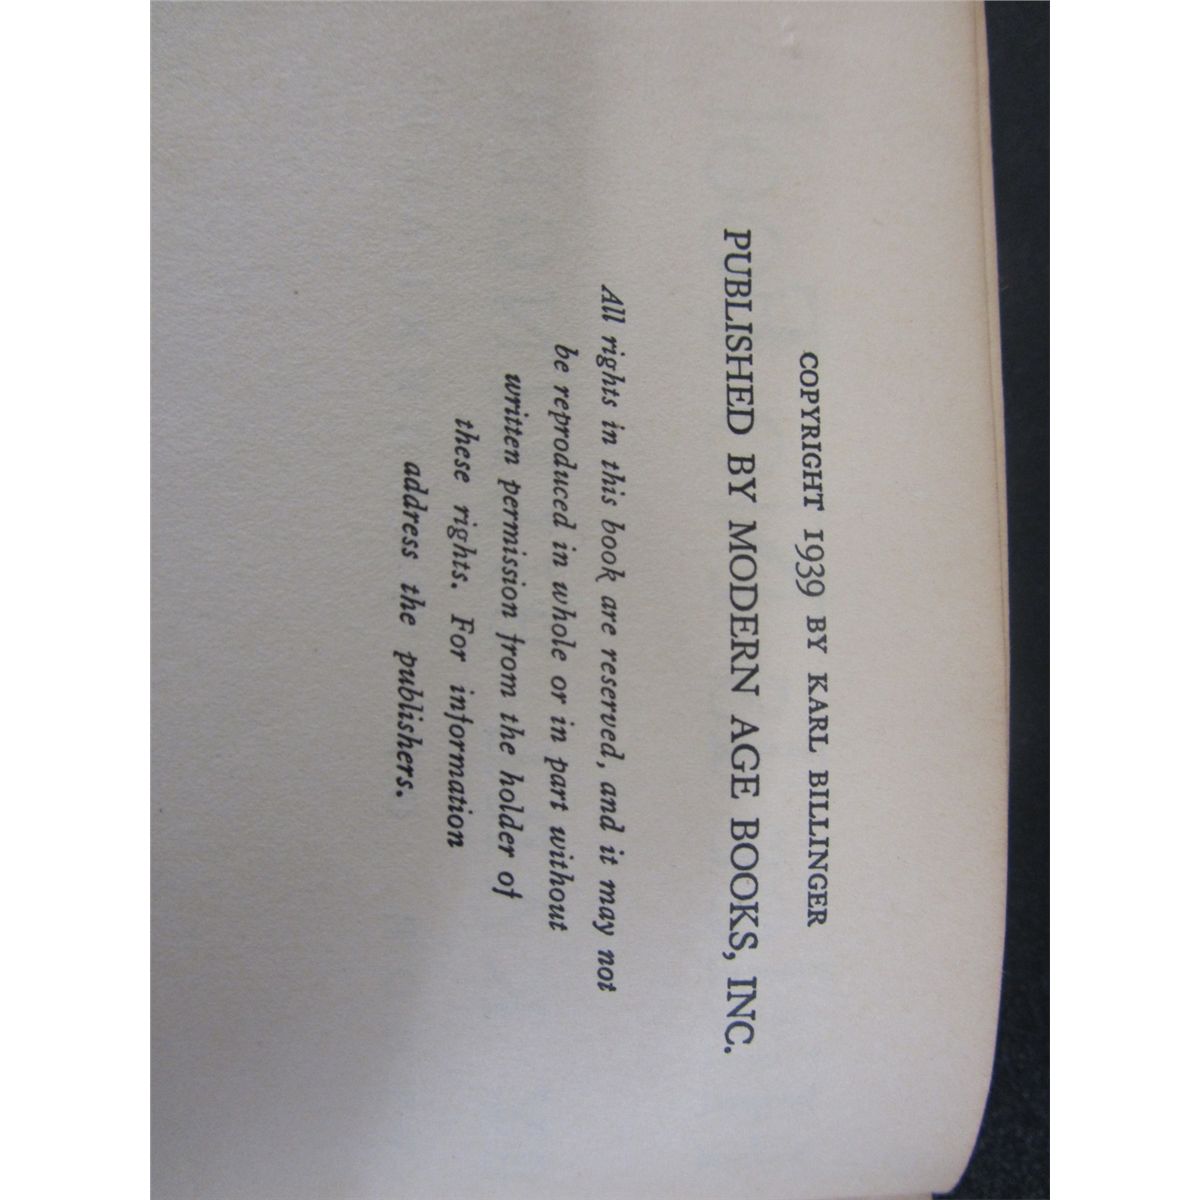 COPYRIGHT 1939 BY KARL BILLINGER
PUBLISHED BY MODERN AGE BOOKS, INC.
All rights in this book are reserved, and it may not
be reproduced in whole or in part without
written permission from the holder of
these rights. For information
address the publishers.